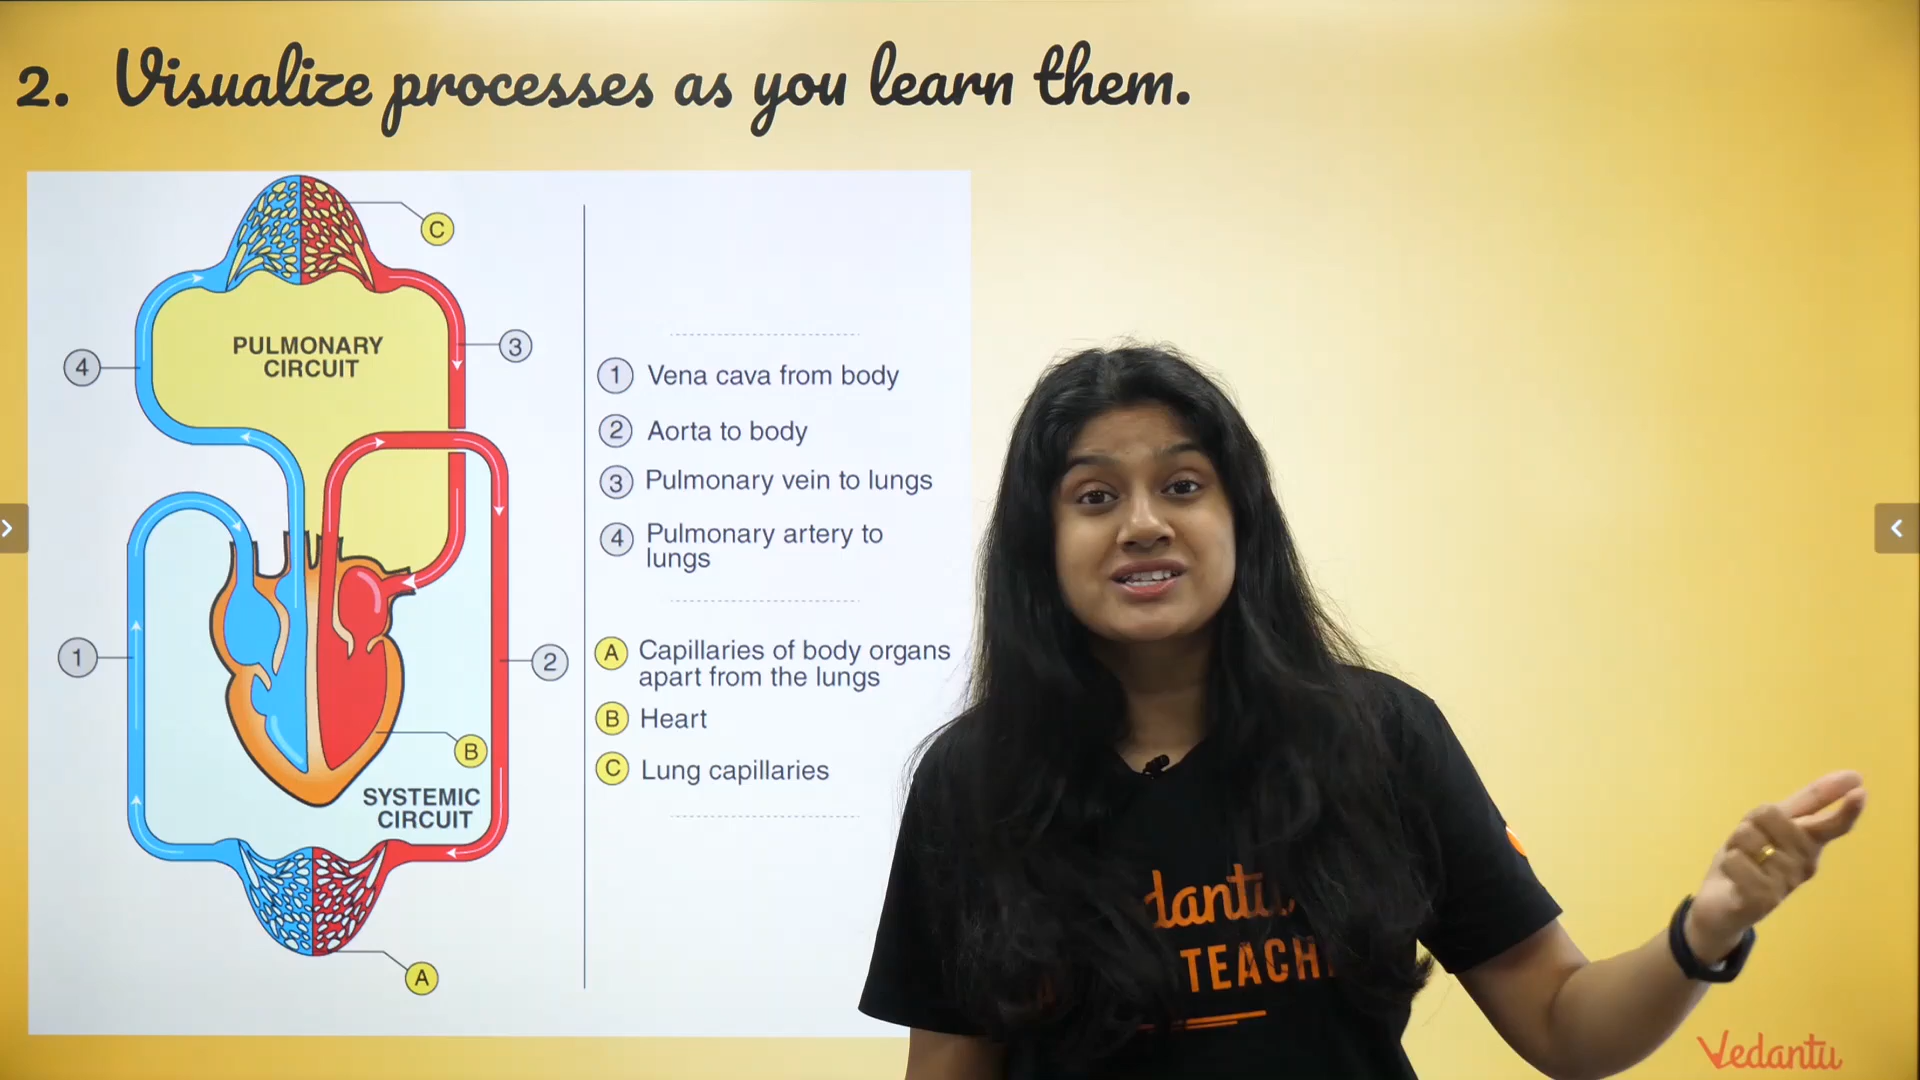 2. Visualize processes as you learn them.
C
PULMONARY
CIRCUIT
4
3
1
2
B
SYSTEMIC
CIRCUIT
A
1 Vena cava from body
2 Aorta to body
3 Pulmonary vein to lungs
4 Pulmonary artery to
lungs
A Capillaries of body organs
apart from the lungs
B Heart
C Lung capillaries
dantu
TEACH
Vedantu